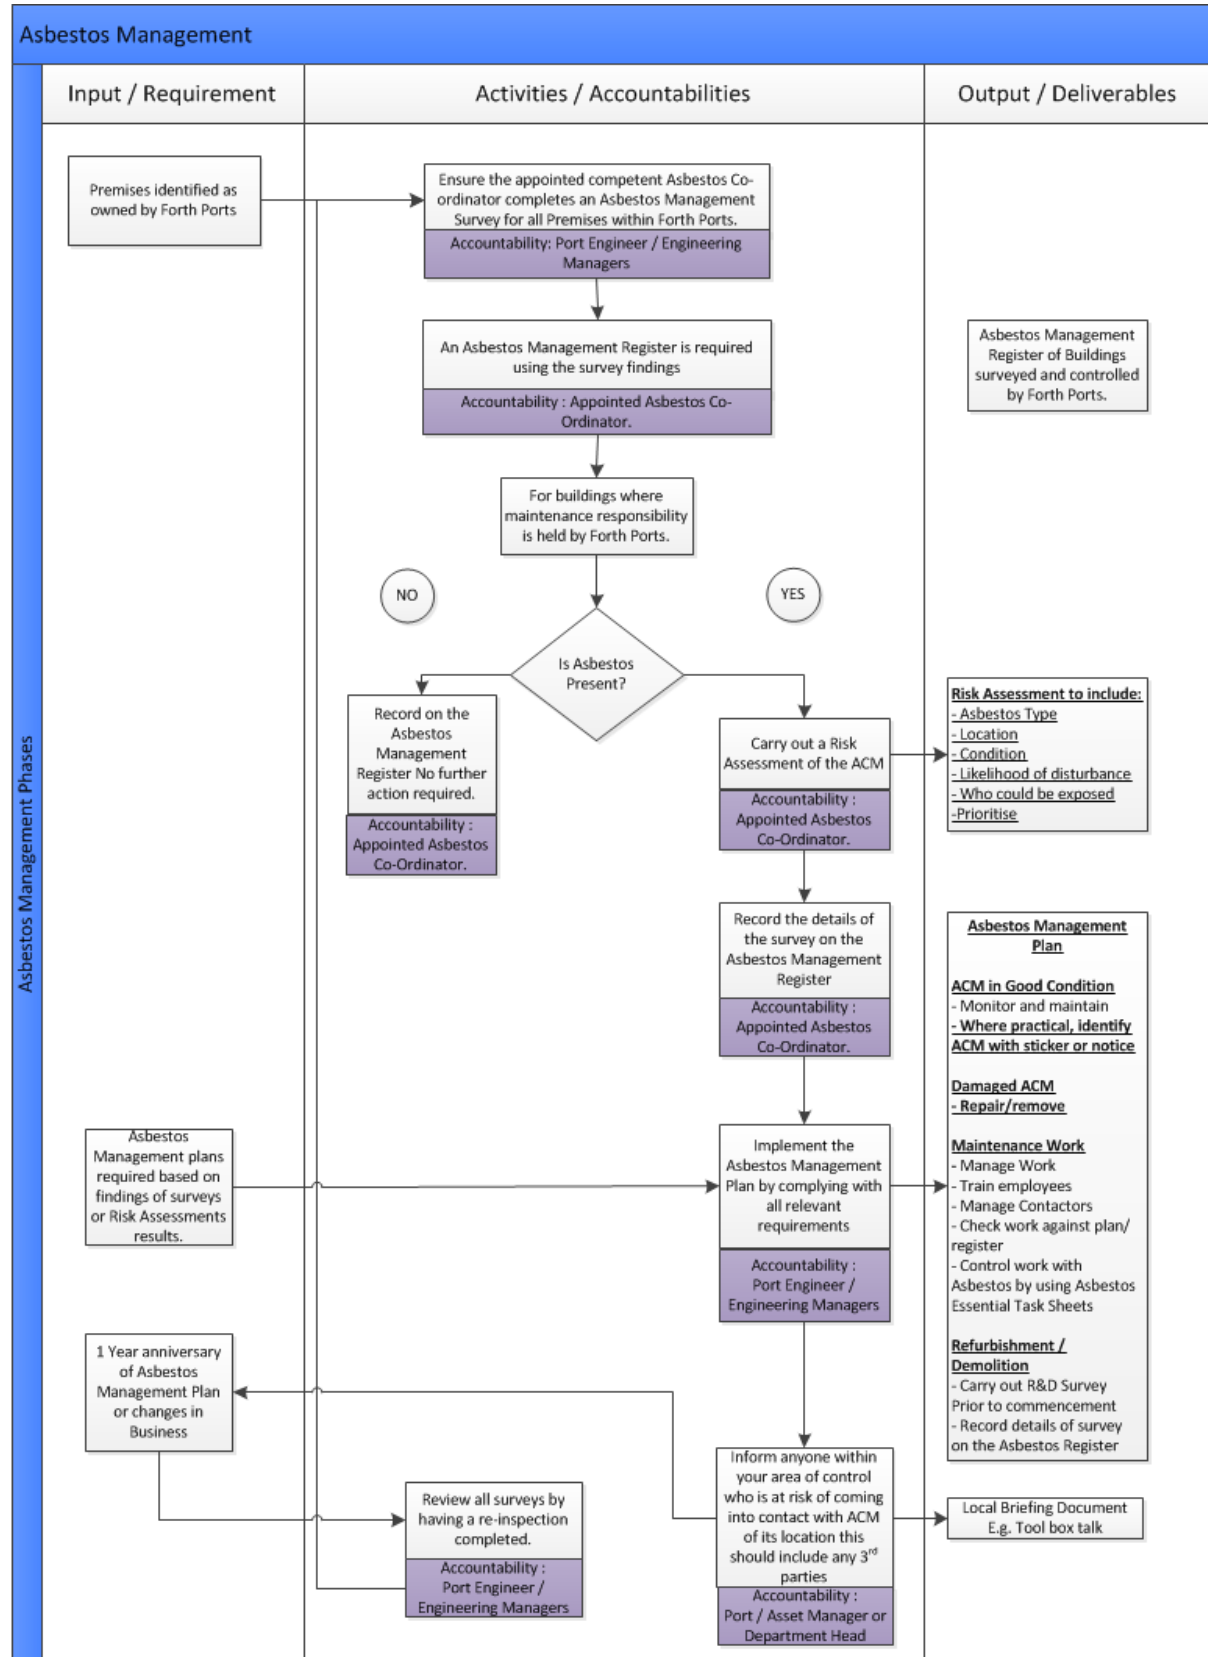 Asbestos Management
Input / Requirement
Activities / Accountabilities
Output / Deliverables
Asbestos Management Phases
Premises identified as
owned by Forth Ports
Ensure the appointed competent Asbestos Co-
ordinator completes an Asbestos Management
Survey for all Premises within Forth Ports.
Accountability: Port Engineer / Engineering
Managers
An Asbestos Management Register is required
using the survey findings
Accountability : Appointed Asbestos Co-
Ordinator.
Asbestos Management
Register of Buildings
surveyed and controlled
by Forth Ports.
For buildings where
maintenance responsibility
is held by Forth Ports.
NO
YES
Is Asbestos
Present?
Record on the
Asbestos
Management
Register No further
action required.
Accountability :
Appointed Asbestos
Co-Ordinator.
Carry out a Risk
Assessment of the ACM
Accountability :
Appointed Asbestos
Co-Ordinator.
Risk Assessment to include:
- Asbestos Type
- Location
- Condition
- Likelihood of disturbance
- Who could be exposed
-Prioritise
Record the details of
the survey on the
Asbestos Management
Register
Accountability :
Appointed Asbestos
Co-Ordinator.
Asbestos Management
Plan
ACM in Good Condition
- Monitor and maintain
- Where practical, identify
ACM with sticker or notice
Damaged ACM
- Repair/remove
Maintenance Work
- Manage Work
- Train employees
- Manage Contactors
- Check work against plan/
register
- Control work with
Asbestos by using Asbestos
Essential Task Sheets
Refurbishment /
Demolition
- Carry out R&D Survey
Prior to commencement
- Record details of survey
on the Asbestos Register
Asbestos
Management plans
required based on
findings of surveys
or Risk Assessments
results.
Implement the
Asbestos Management
Plan by complying with
all relevant
requirements
Accountability :
Port Engineer /
Engineering Managers
1 Year anniversary
of Asbestos
Management Plan
or changes in
Business
Review all surveys by
having a re-inspection
completed.
Accountability :
Port Engineer /
Engineering Managers
Inform anyone within
your area of control
who is at risk of coming
into contact with ACM
of its location this
should include any 3rd
parties
Accountability :
Port / Asset Manager or
Department Head
Local Briefing Document
E.g. Tool box talk